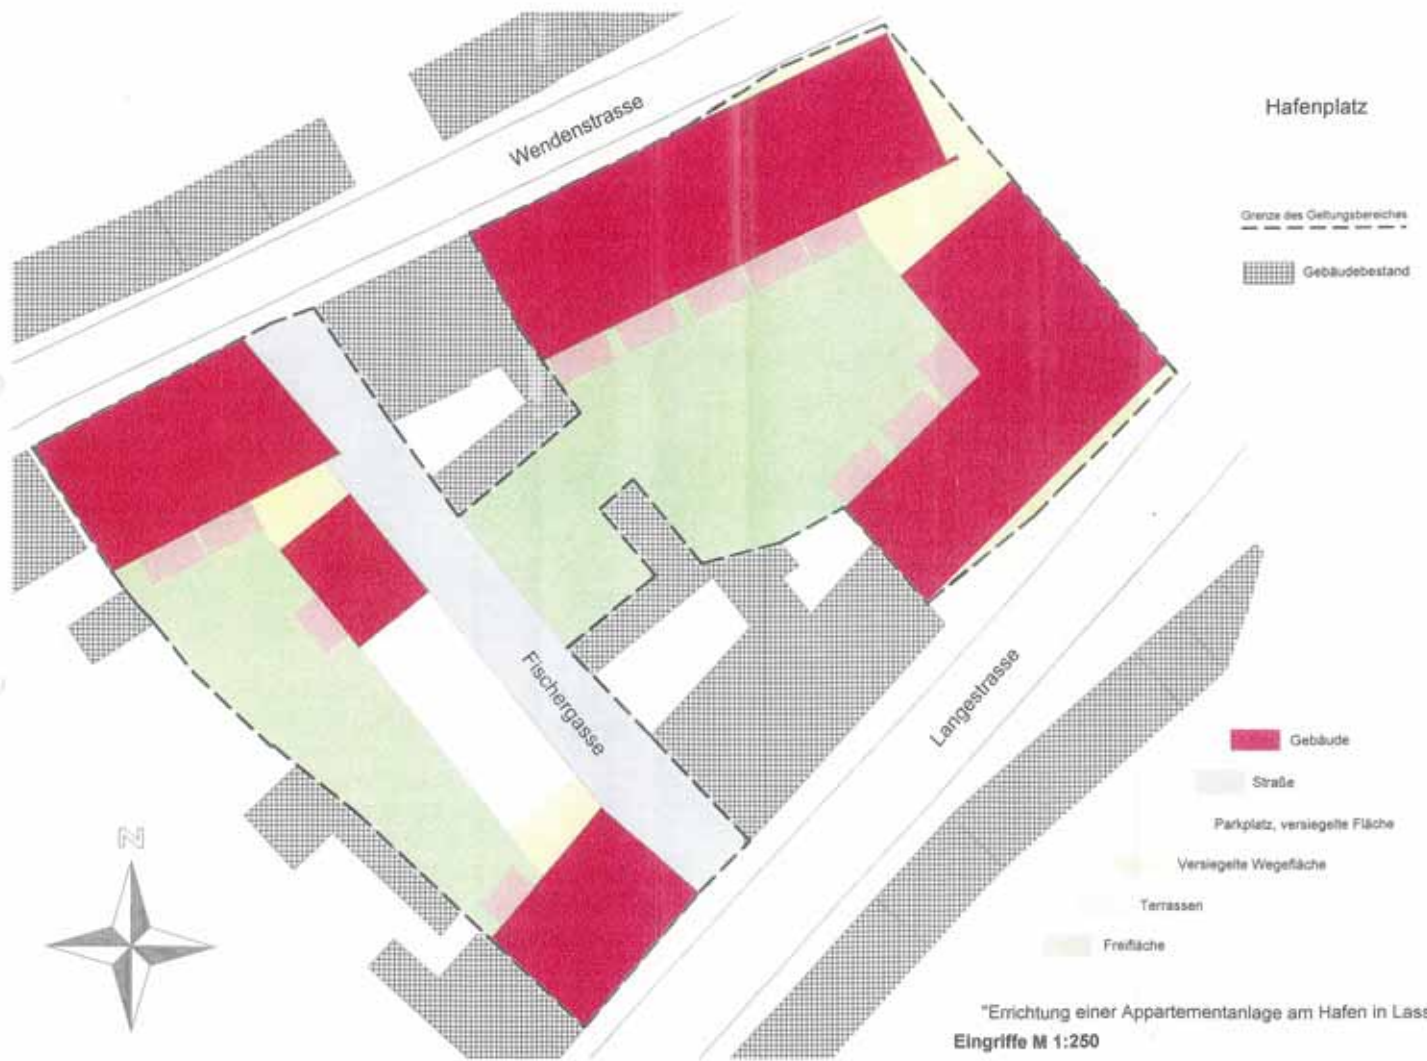 Hafenplatz
Wendenstrasse
Grenze des Geltungsbereiches
Gebäudebestand
Fischergasse
Langestrasse
Gebäude
Straße
Parkplatz, versiegelte Fläche
Versiegelte Wegefläche
Terrassen
Freifläche
N
"Errichtung einer Appartementanlage am Hafen in Lass
Eingriffe M 1:250